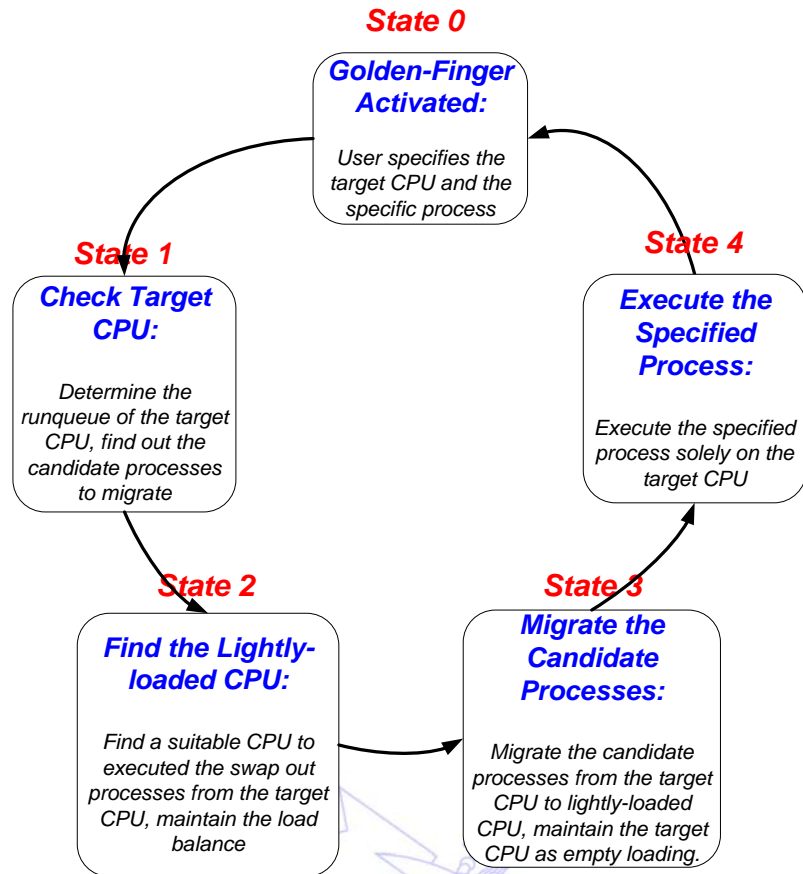 State 0
Golden-Finger
Activated:
User specifies the
target CPU and the
specific process
State 1
Check Target
CPU:
Determine the
runqueue of the target
CPU, find out the
candidate processes
to migrate
State 2
Find the Lightly-
loaded CPU:
Find a suitable CPU to
executed the swap out
processes from the target
CPU, maintain the load
balance
State 3
Migrate the
Candidate
Processes:
Migrate the candidate
processes from the target
CPU to lightly-loaded
CPU, maintain the target
CPU as empty loading.
State 4
Execute the
Specified
Process:
Execute the specified
process solely on the
target CPU